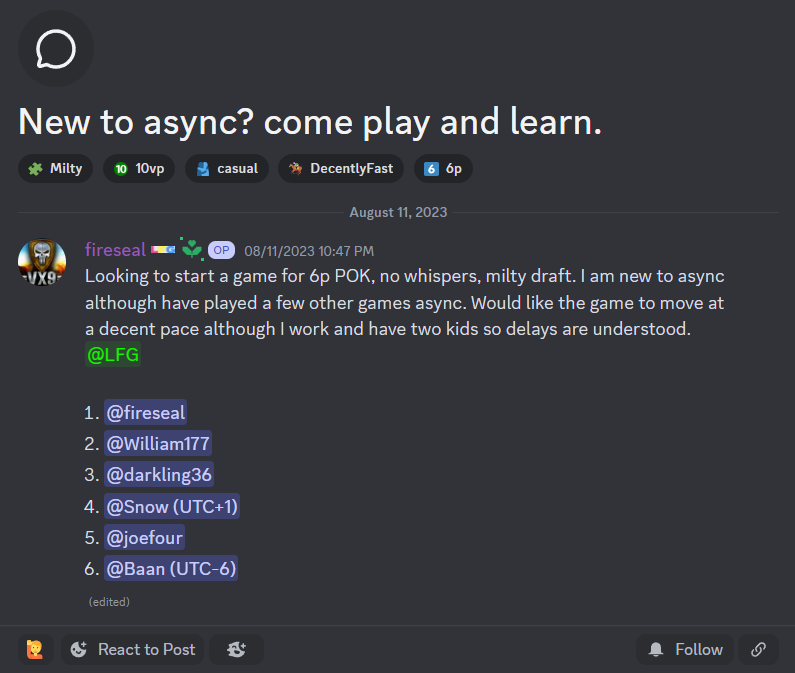 New to async? come play and learn.
Milty 10 10vp casual DecentlyFast 6 6p
August 11, 2023
fireseal OP 08/11/2023 10:47 PM
Looking to start a game for 6p POK, no whispers, milty draft. I am new to async
although have played a few other games async. Would like the game to move at
a decent pace although I work and have two kids so delays are understood.
@LFG
1. @fireseal
2. @William177
3. @darkling36
4. @Snow (UTC+1)
5. @joefour
6. @Baan (UTC-6)
(edited)
VX9
React to Post Follow